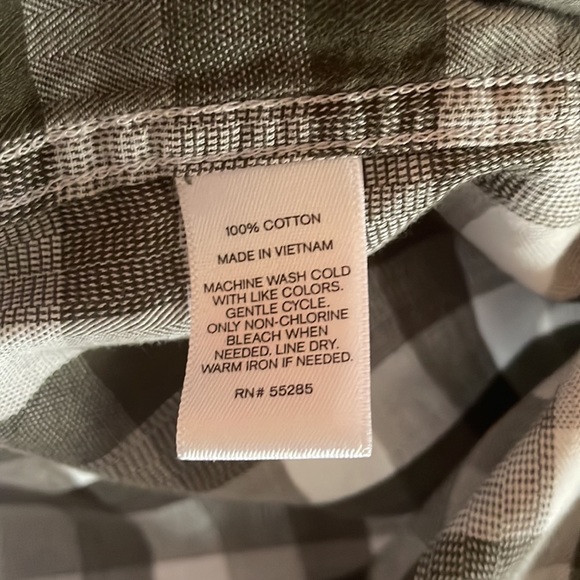 100% COTTON
MADE IN VIETNAM
MACHINE WASH COLD
WITH LIKE COLORS.
GENTLE CYCLE.
ONLY NON-CHLORINE
BLEACH WHEN
NEEDED. LINE DRY.
WARM IRON IF NEEDED.
RN# 55285